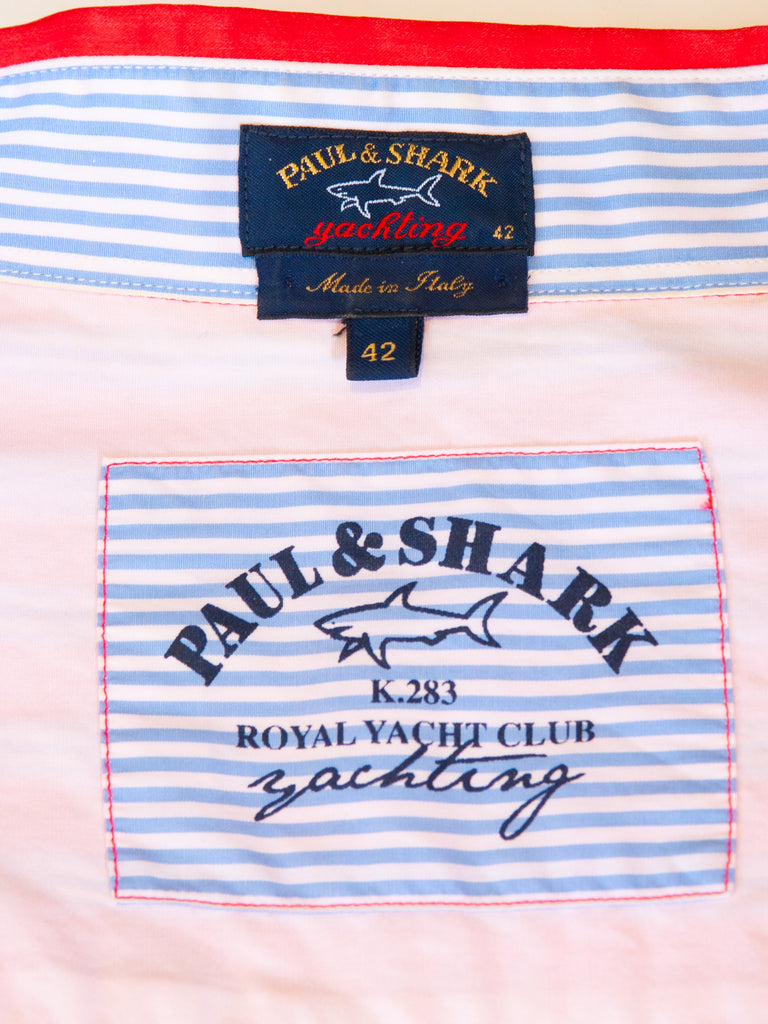 PAUL & SHARK
yachting 42
Made in Italy
42
PAUL & SHARK
K.283
ROYAL YACHT CLUB
yachting